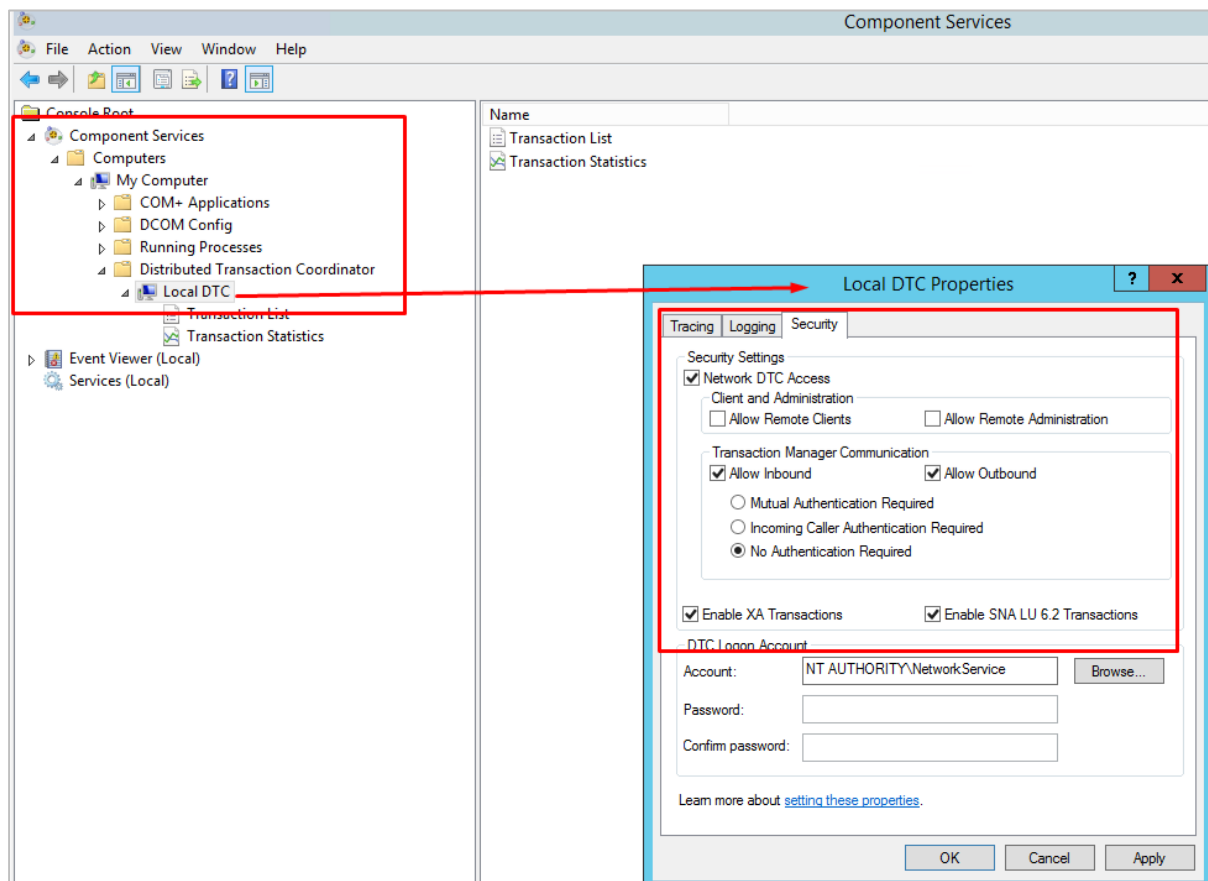 Component Services
File Action View Window Help
Console Root
Component Services
Computers
My Computer
COM+ Applications
DCOM Config
Running Processes
Distributed Transaction Coordinator
Local DTC
Transaction List
Transaction Statistics
Event Viewer (Local)
Services (Local)
Name
Transaction List
Transaction Statistics
Local DTC Properties
? X
Tracing Logging Security
Security Settings
Network DTC Access
Client and Administration
Allow Remote Clients Allow Remote Administration
Transaction Manager Communication
Allow Inbound Allow Outbound
Mutual Authentication Required
Incoming Caller Authentication Required
No Authentication Required
Enable XA Transactions Enable SNA LU 6.2 Transactions
DTC Logon Account
Account: NT AUTHORITY\NetworkService Browse...
Password:
Confirm password:
Learn more about setting these properties.
OK Cancel Apply